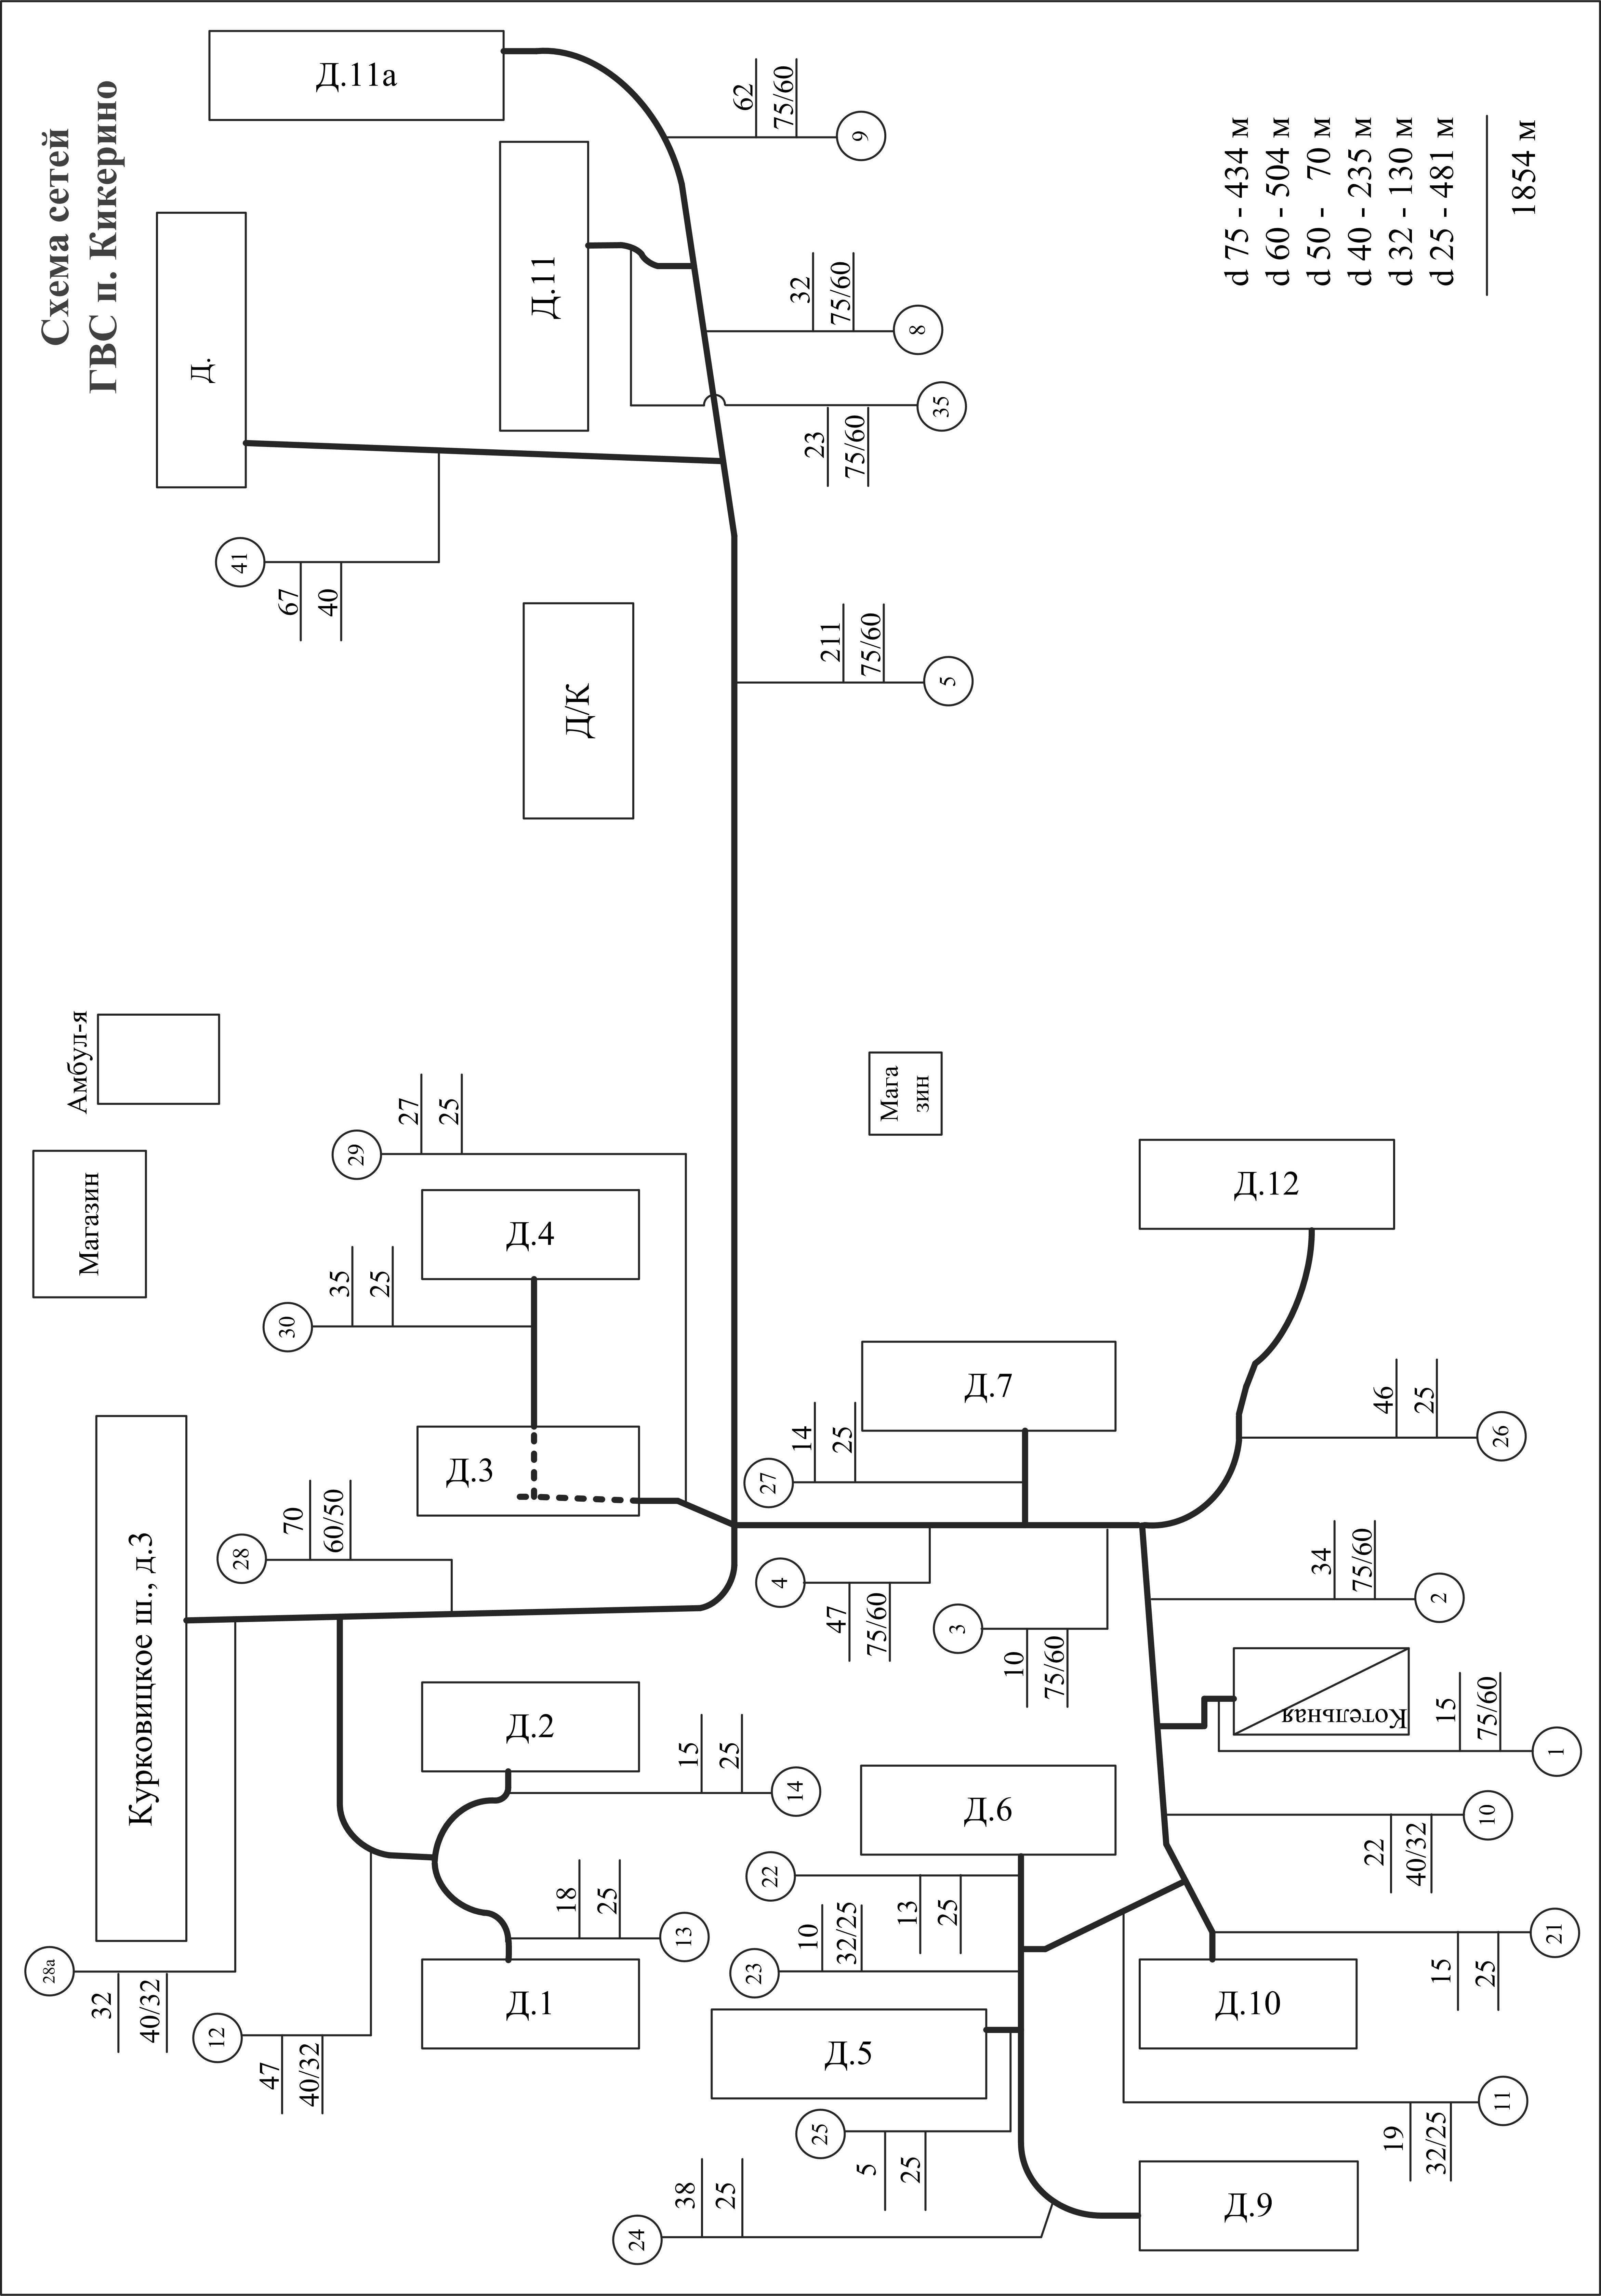 Схема сетей
ГВС п. Кикерино
28а
32
40/32
Курковицкое ш., д.3
Магазин
Амбул-я
Д.
Д.11а
12
47
40/32
28
70
60/50
30
35
25
29
27
25
41
67
40
Д.1
Д.2
Д.3
Д.4
Д/К
Д.11
13
18
25
14
15
25
24
38
25
23
10
32/25
22
13
25
27
14
25
4
47
75/60
62
75/60
9
32
75/60
8
23
75/60
35
211
75/60
5
25
5
25
Д.5
Д.6
Д.7
Мага
зин
3
10
75/60
Д.9
Д.10
Котельная
Д.12
34
75/60
2
46
25
26
19
32/25
11
22
40/32
10
15
25
21
15
75/60
1
d 75 - 434 м
d 60 - 504 м
d 50 - 70 м
d 40 - 235 м
d 32 - 130 м
d 25 - 481 м
1854 м